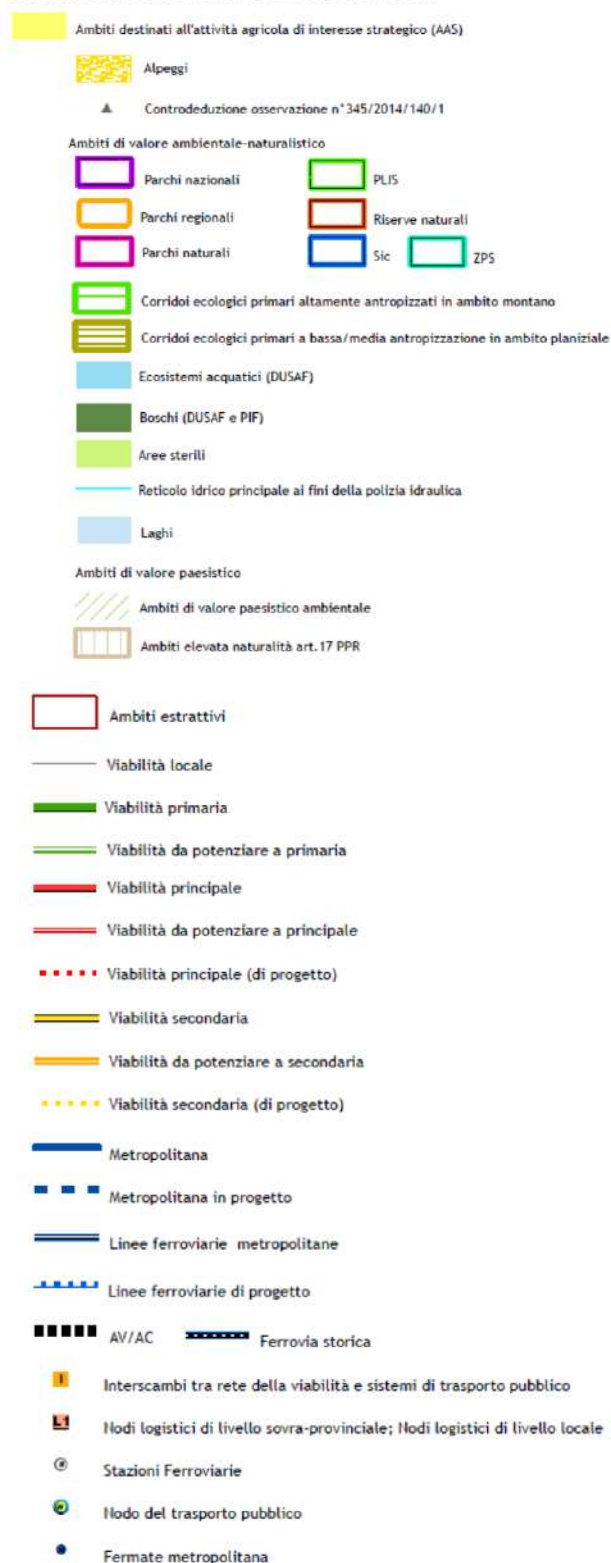 Ambiti destinati all'attività agricola di interesse strategico (AAS)
Alpeggi
Controdeduzione osservazione n°345/2014/140/1
Ambiti di valore ambientale-naturalistico
Parchi nazionali PLIS
Parchi regionali Riserve naturali
Parchi naturali Sic ZPS
Corridoi ecologici primari altamente antropizzati in ambito montano
Corridoi ecologici primari a bassa/media antropizzazione in ambito planiziale
Ecosistemi acquatici (DUSAF)
Boschi (DUSAF e PIF)
Aree sterili
Reticolo idrico principale ai fini della polizia idraulica
Laghi
Ambiti di valore paesistico
Ambiti di valore paesistico ambientale
Ambiti elevata naturalità art.17 PPR
Ambiti estrattivi
Viabilità locale
Viabilità primaria
Viabilità da potenziare a primaria
Viabilità principale
Viabilità da potenziare a principale
Viabilità principale (di progetto)
Viabilità secondaria
Viabilità da potenziare a secondaria
Viabilità secondaria (di progetto)
Metropolitana
Metropolitana in progetto
Linee ferroviarie metropolitane
Linee ferroviarie di progetto
AV/AC Ferrovia storica
I Interscambi tra rete della viabilità e sistemi di trasporto pubblico
L1 Nodi logistici di livello sovra-provinciale; Nodi logistici di livello locale
Stazioni Ferroviarie
Nodo del trasporto pubblico
Fermate metropolitana